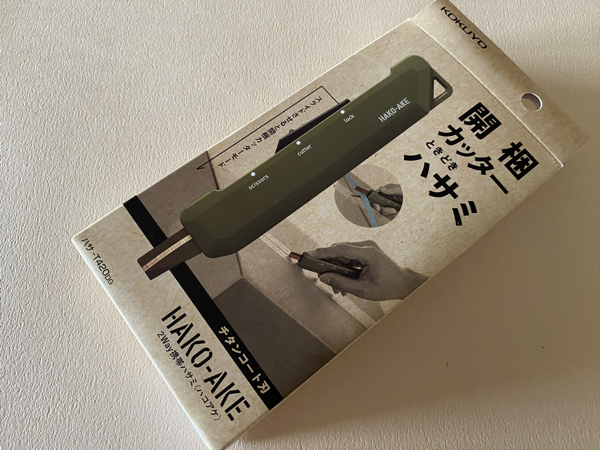 KOKUYO
開梱
カッター
ときどき
ハサミ
スライドさせると開梱カッターモード
HAKO-AKE
lock
cutter
scissors
チタンコート刃
ハサ-T420DG
HAKO-AKE
2Way携帯ハサミ〈ハコアケ〉